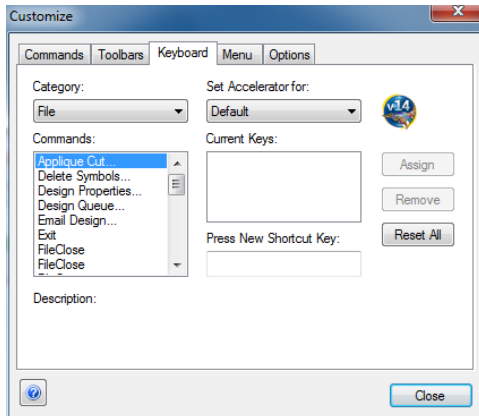 Customize
Commands Toolbars Keyboard Menu Options
Category: Set Accelerator for:
File Default
v14
Commands: Current Keys:
Applique Cut...
Delete Symbols...
Design Properties...
Design Queue...
Email Design...
Exit
FileClose
FileClose
Assign
Remove
Press New Shortcut Key: Reset All
Description:
Close